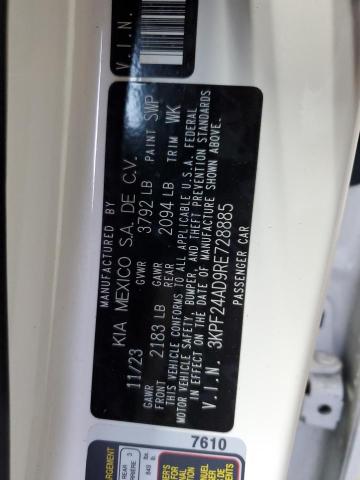 V.I.N.
MANUFACTURED BY
KIA MEXICO S.A. DE C.V.
11/23 GVWR 3792 LB PAINT SWP
GAWR FRONT 2183 LB GAWR REAR 2094 LB TRIM WK
THIS VEHICLE CONFORMS TO ALL APPLICABLE U.S.A. FEDERAL
MOTOR VEHICLE SAFETY, BUMPER, AND THEFT PREVENTION STANDARDS
IN EFFECT ON THE DATE OF MANUFACTURE SHOWN ABOVE.
V.I.N. 3KPF24AD9RE728885
PASSENGER CAR
7610
REAR 3